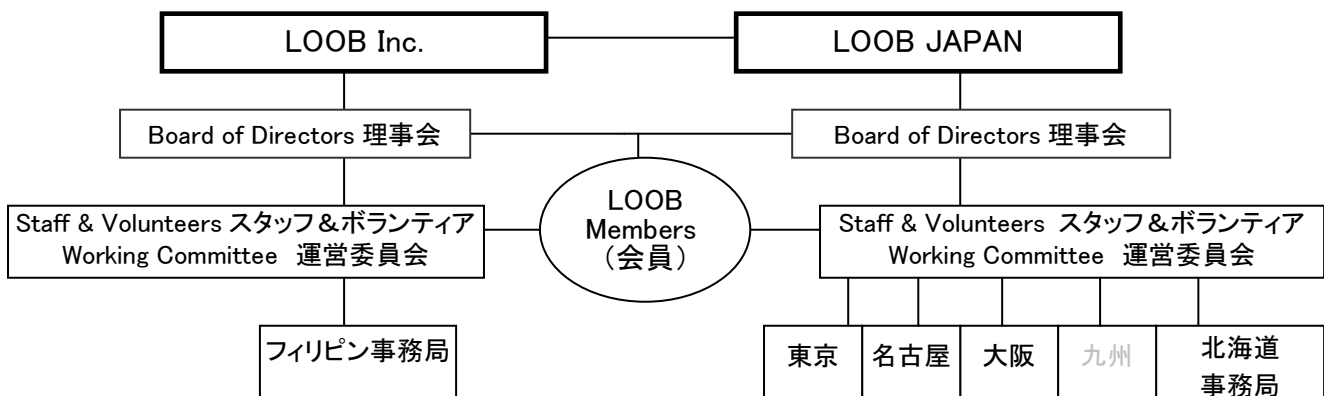 LOOB Inc.
LOOB JAPAN
Board of Directors 理事会
Board of Directors 理事会
LOOB
Members
（会員）
Staff & Volunteers スタッフ＆ボランティア
Working Committee　運営委員会
Staff & Volunteers スタッフ＆ボランティア
Working Committee　運営委員会
フィリピン事務局
東京
名古屋
大阪
九州
北海道
事務局